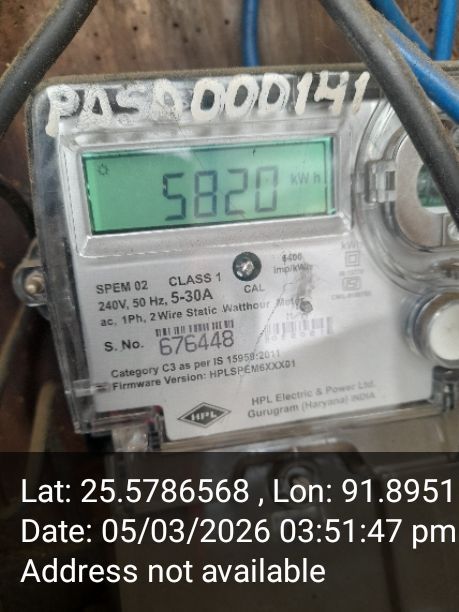 PASA000141
5820 kWh
6400
imp/kWh
SPEM 02 CLASS 1
CAL
240V, 50 Hz, 5-30A
ac, 1Ph, 2 Wire Static Watthour Meter
S. No. 676448
Category C3 as per IS 15959:2011
Firmware Version: HPLSPEM6XXX01
HPL
HPL Electric & Power Ltd.
Gurugram (Haryana) INDIA
Lat: 25.5786568 , Lon: 91.8951
Date: 05/03/2026 03:51:47 pm
Address not available